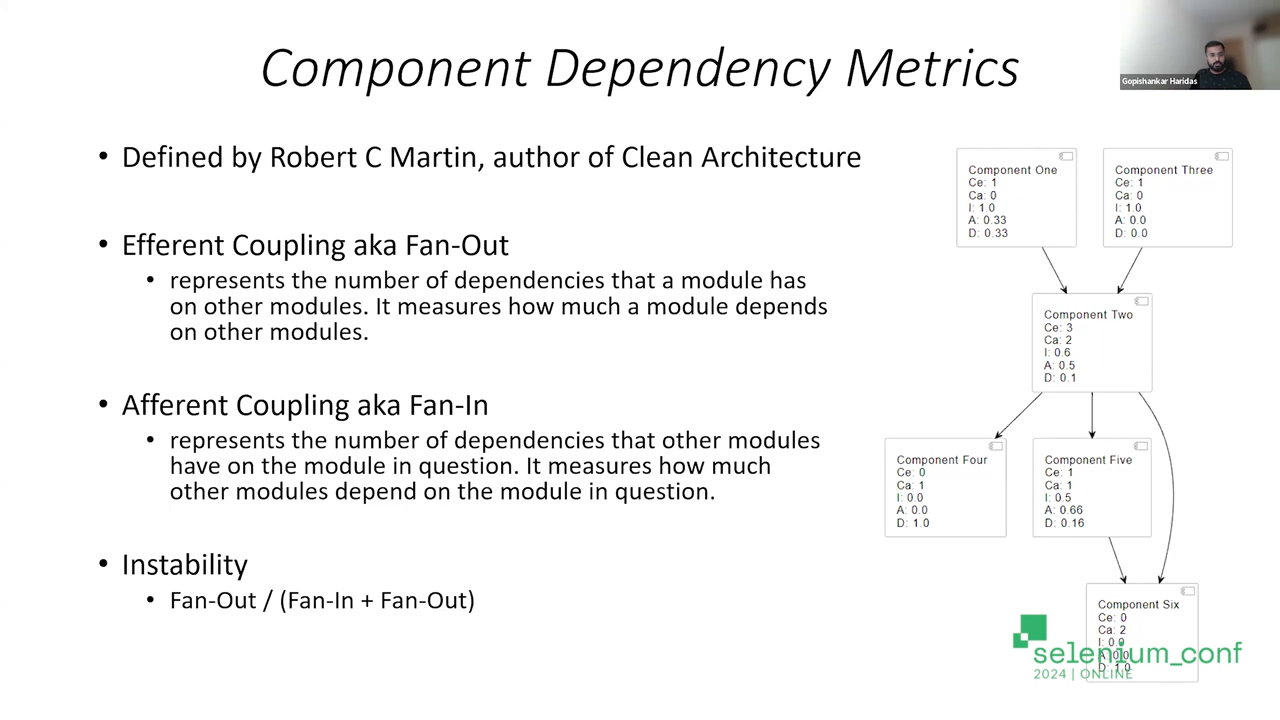 Component Dependency Metrics
Gopishankar Haridas
• Defined by Robert C Martin, author of Clean Architecture
• Efferent Coupling aka Fan-Out
• represents the number of dependencies that a module has
on other modules. It measures how much a module depends
on other modules.
• Afferent Coupling aka Fan-In
• represents the number of dependencies that other modules
have on the module in question. It measures how much
other modules depend on the module in question.
• Instability
• Fan-Out / (Fan-In + Fan-Out)
Component One
Ce: 1
Ca: 0
I: 1.0
A: 0.33
D: 0.33
Component Three
Ce: 1
Ca: 0
I: 1.0
A: 0.0
D: 0.0
Component Two
Ce: 3
Ca: 2
I: 0.6
A: 0.5
D: 0.1
Component Four
Ce: 0
Ca: 1
I: 0.0
A: 0.0
D: 1.0
Component Five
Ce: 1
Ca: 1
I: 0.5
A: 0.66
D: 0.16
Component Six
Ce: 0
Ca: 2
I: 0.0
A: 0.0
D: 1.0
selenium_conf
2024 | ONLINE